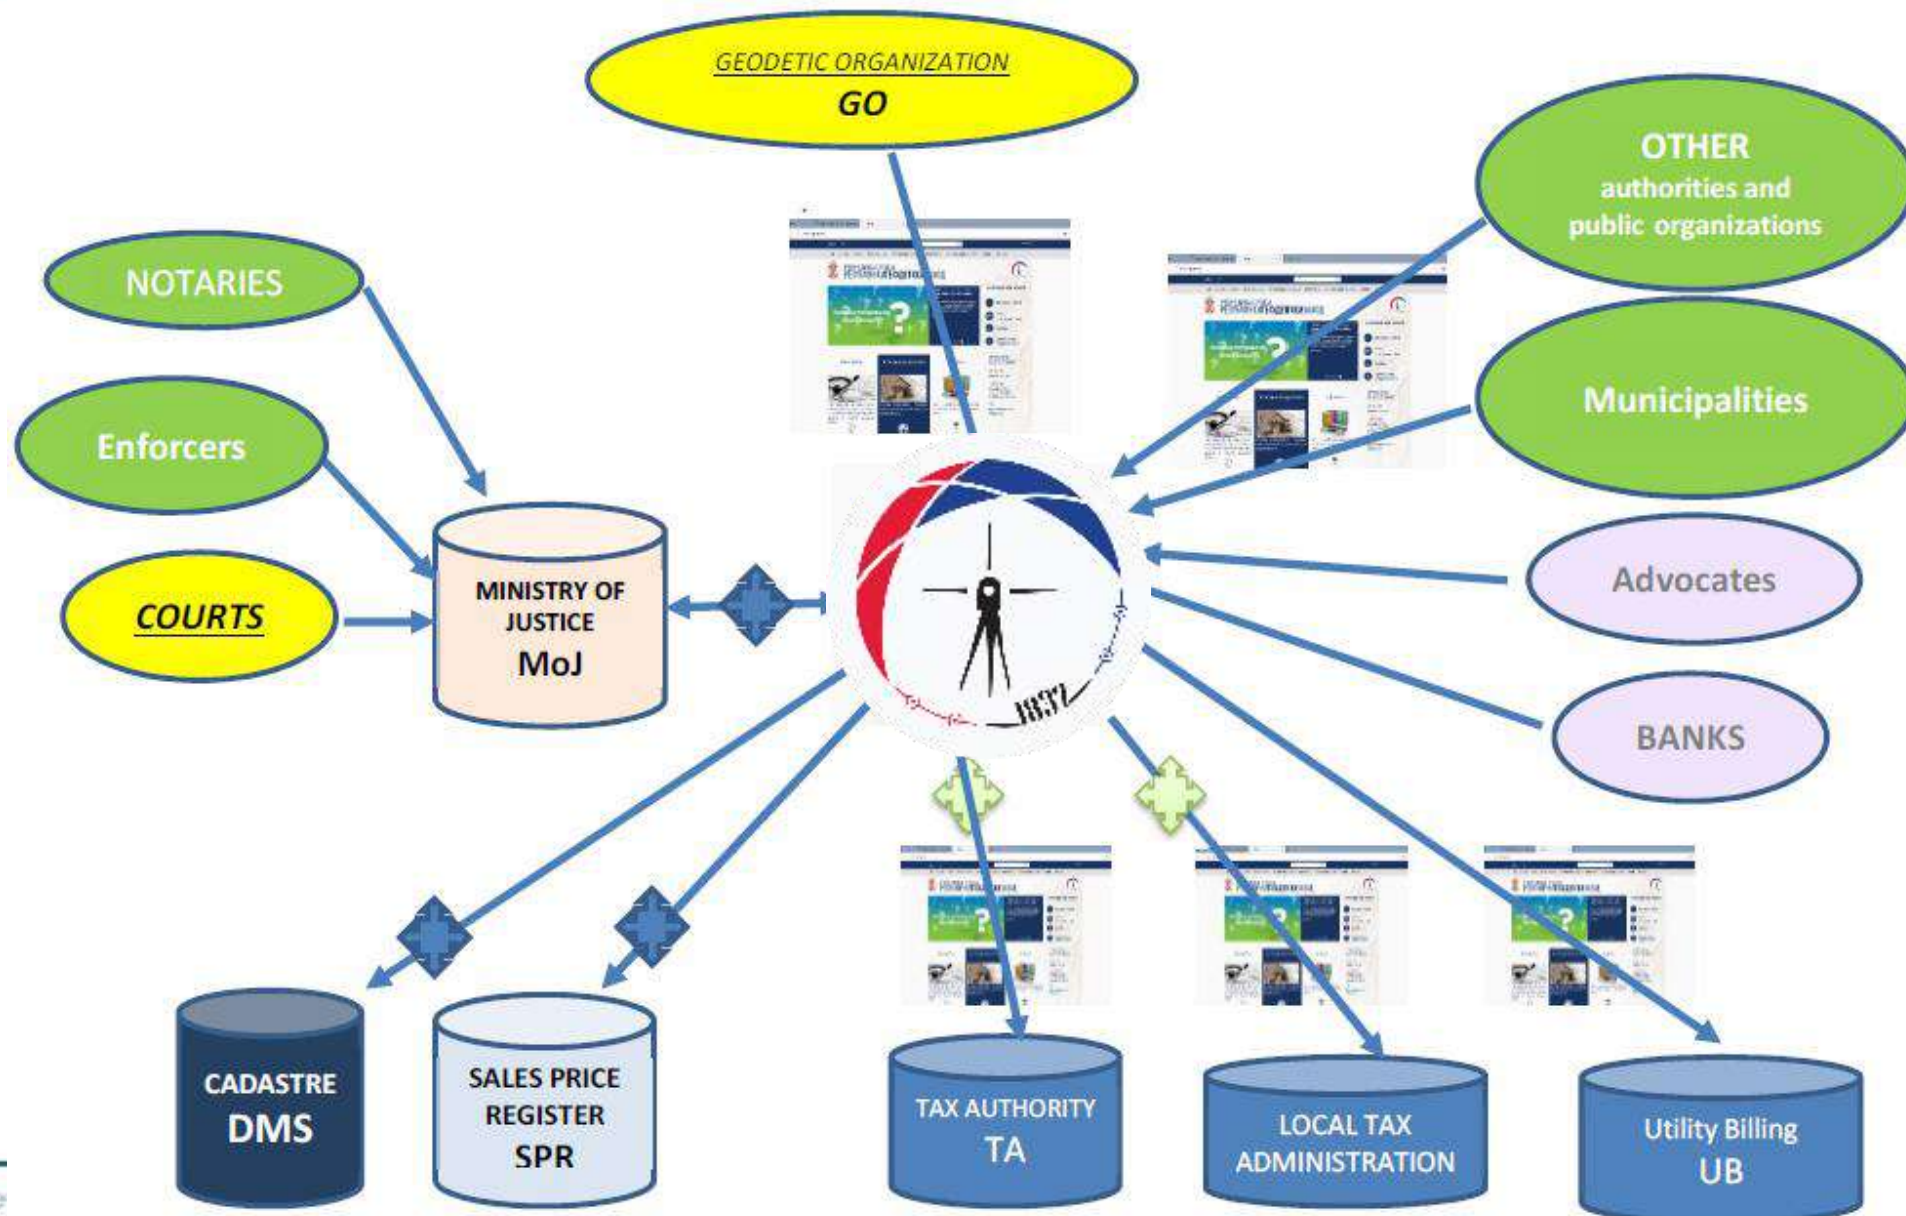 GEODETIC ORGANIZATION
GO
OTHER
authorities and
public organizations
NOTARIES
Municipalities
Enforcers
COURTS
MINISTRY OF
JUSTICE
MoJ
1837
Advocates
BANKS
CADASTRE
DMS
SALES PRICE
REGISTER
SPR
TAX AUTHORITY
TA
LOCAL TAX
ADMINISTRATION
Utility Billing
UB